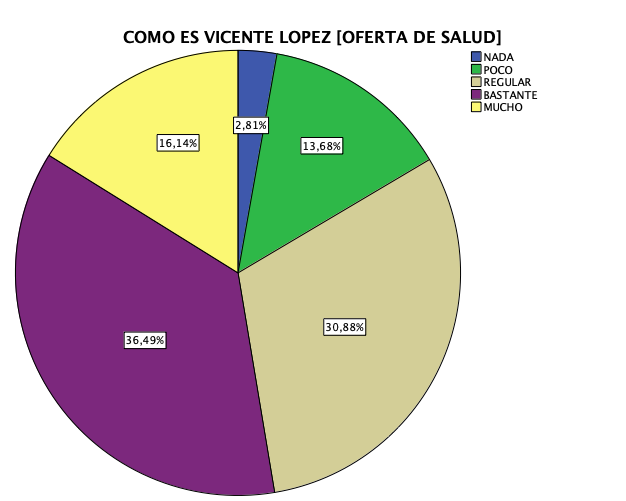 COMO ES VICENTE LOPEZ [OFERTA DE SALUD]
NADA
POCO
REGULAR
BASTANTE
MUCHO
2,81%
16,14%
13,68%
30,88%
36,49%